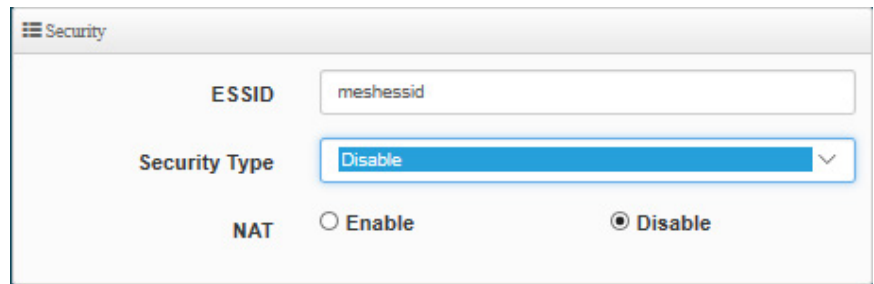 Security
ESSID meshessid
Security Type Disable
NAT Enable Disable